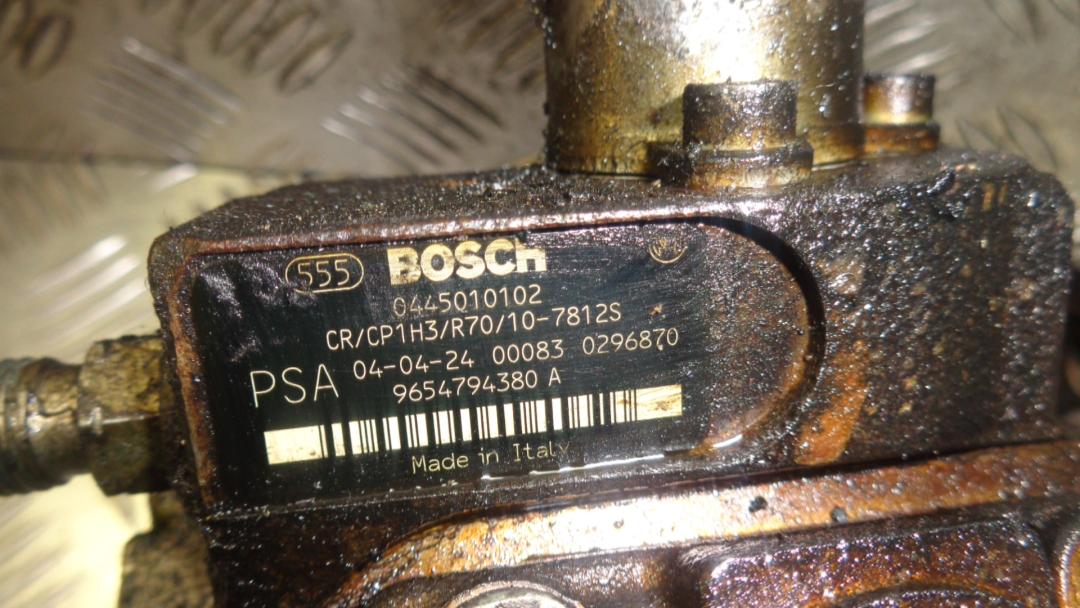 555 BOSCH
0445010102
CR/CP1H3/R70/10-7812S
PSA 04-04-24 00083 0296870
9654794380 A
Made in Italy